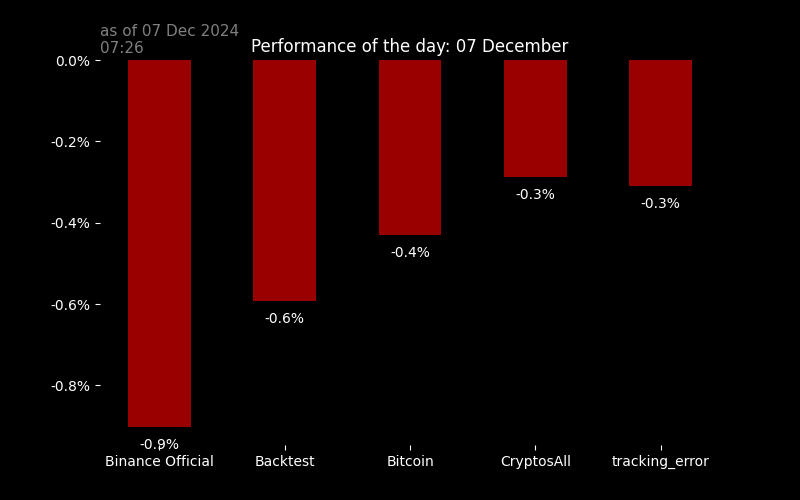 as of 07 Dec 2024
07:26
Performance of the day: 07 December
0.0%
-0.2%
-0.4%
-0.6%
-0.8%
-0.9%
-0.6%
-0.4%
-0.3%
-0.3%
Binance Official
Backtest
Bitcoin
CryptosAll
tracking_error